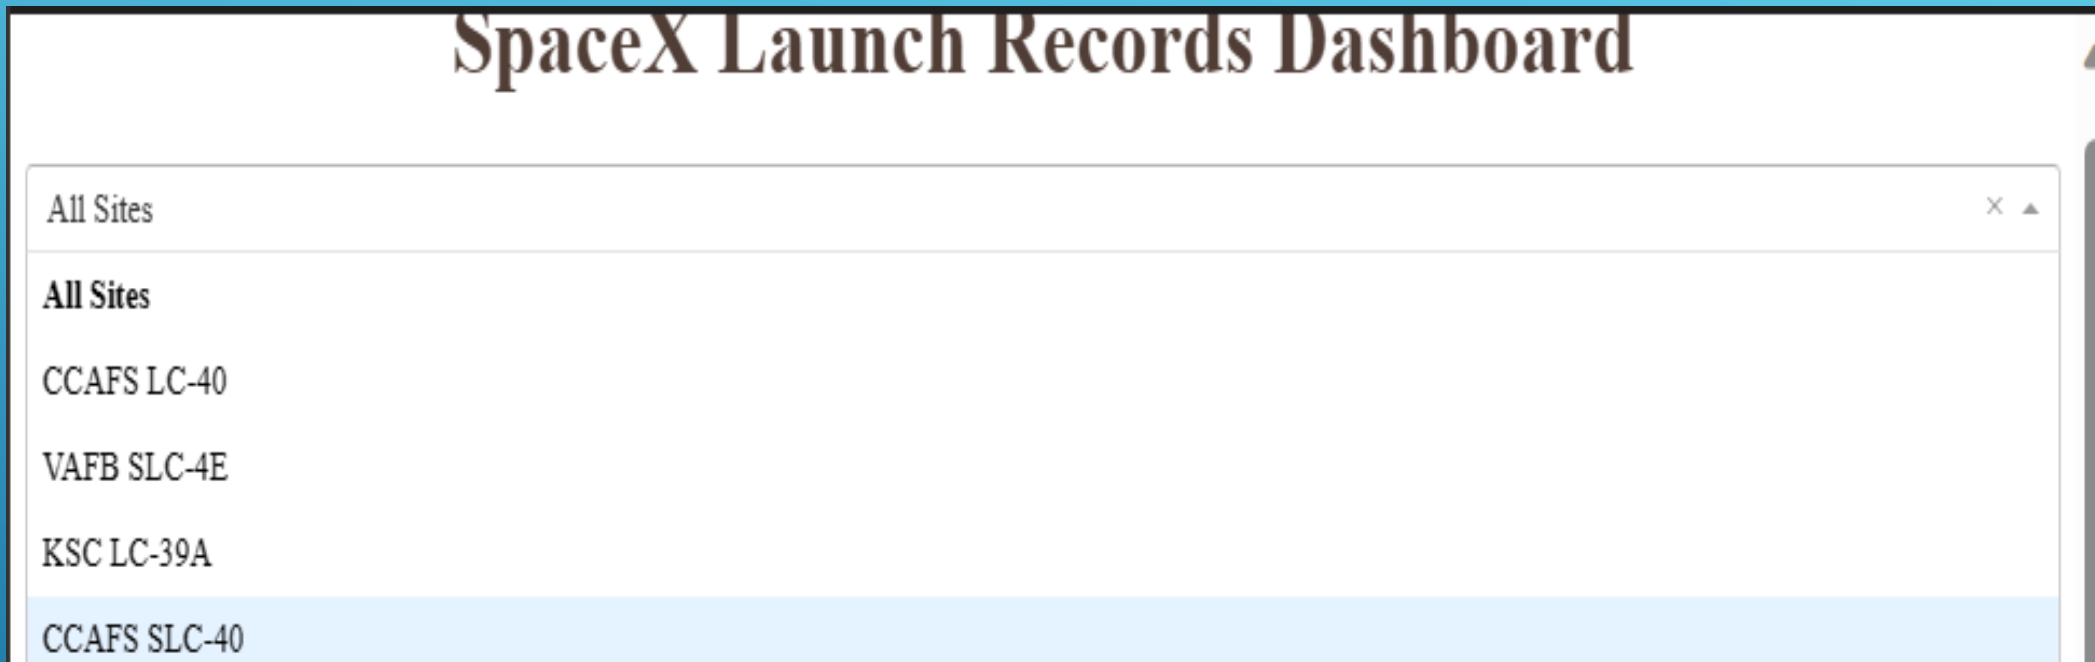 SpaceX Launch Records Dashboard
All Sites
All Sites
CCAFS LC-40
VAFB SLC-4E
KSC LC-39A
CCAFS SLC-40